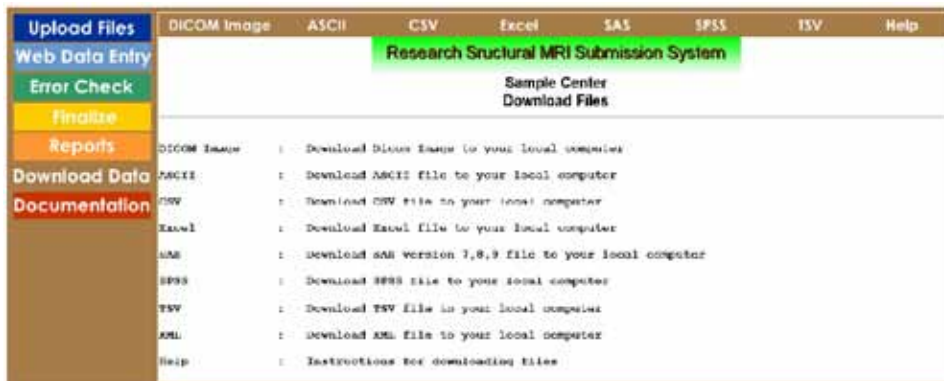 Upload Files
Web Data Entry
Error Check
Finalize
Reports
Download Data
Documentation
DICOM Image ASCII CSV Excel SAS SPSS TSV Help
Research Sructural MRI Submission System
Sample Center
Download Files
DICOM Image : Download Dicom Image to your local computer
ASCII : Download ASCII file to your local computer
CSV : Download CSV file to your local computer
Excel : Download Excel file to your local computer
SAS : Download SAS version 7,8,9 file to your local computer
SPSS : Download SPSS file to your local computer
TSV : Download TSV file to your local computer
XML : Download XML file to your local computer
Help : Instructions for downloading files